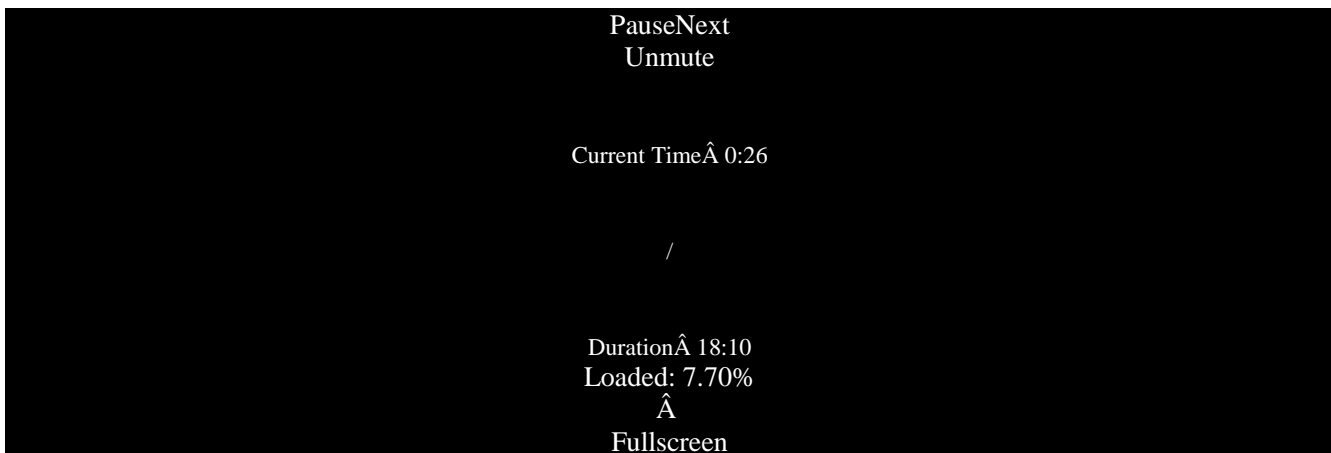 PauseNext
Unmute
Current TimeÂ 0:26
/
DurationÂ 18:10
Loaded: 7.70%
Â
Fullscreen